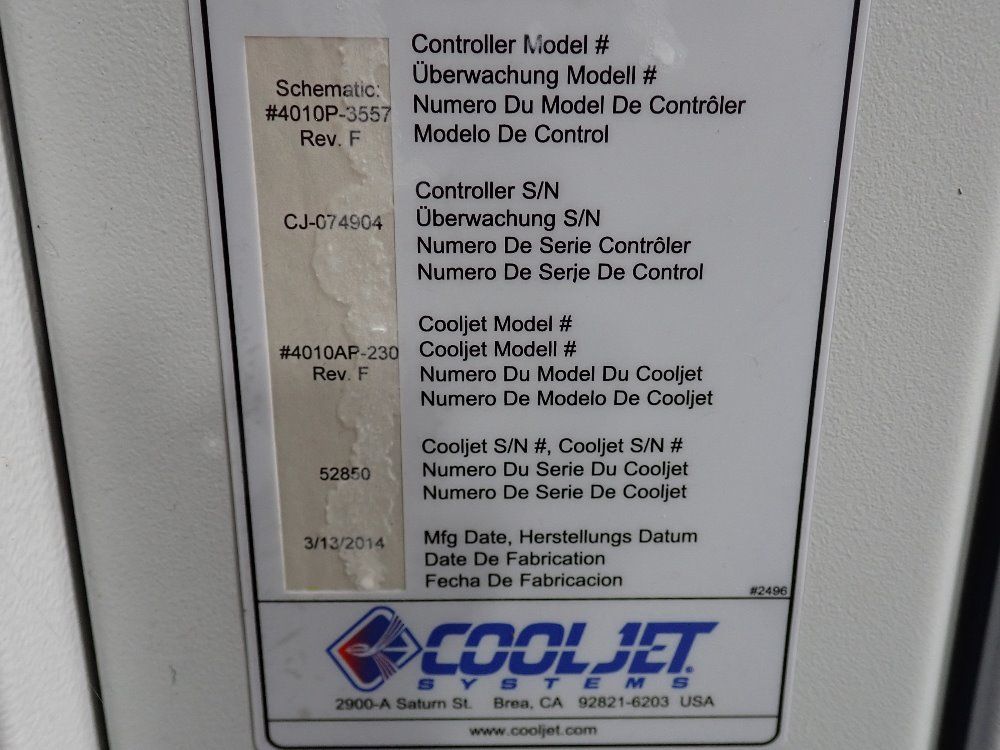 Schematic:
#4010P-3557
Rev. F
Controller Model #
Überwachung Modell #
Numero Du Model De Contrôler
Modelo De Control
CJ-074904
Controller S/N
Überwachung S/N
Numero De Serie Contrôler
Numero De Serje De Control
#4010AP-230
Rev. F
Cooljet Model #
Cooljet Modell #
Numero Du Model Du Cooljet
Numero De Modelo De Cooljet
52850
Cooljet S/N #, Cooljet S/N #
Numero Du Serie Du Cooljet
Numero De Serie De Cooljet
3/13/2014
Mfg Date, Herstellungs Datum
Date De Fabrication
Fecha De Fabricacion
#2496
COOLJET
SYSTEMS
2900-A Saturn St. Brea, CA 92821-6203 USA
www.cooljet.com